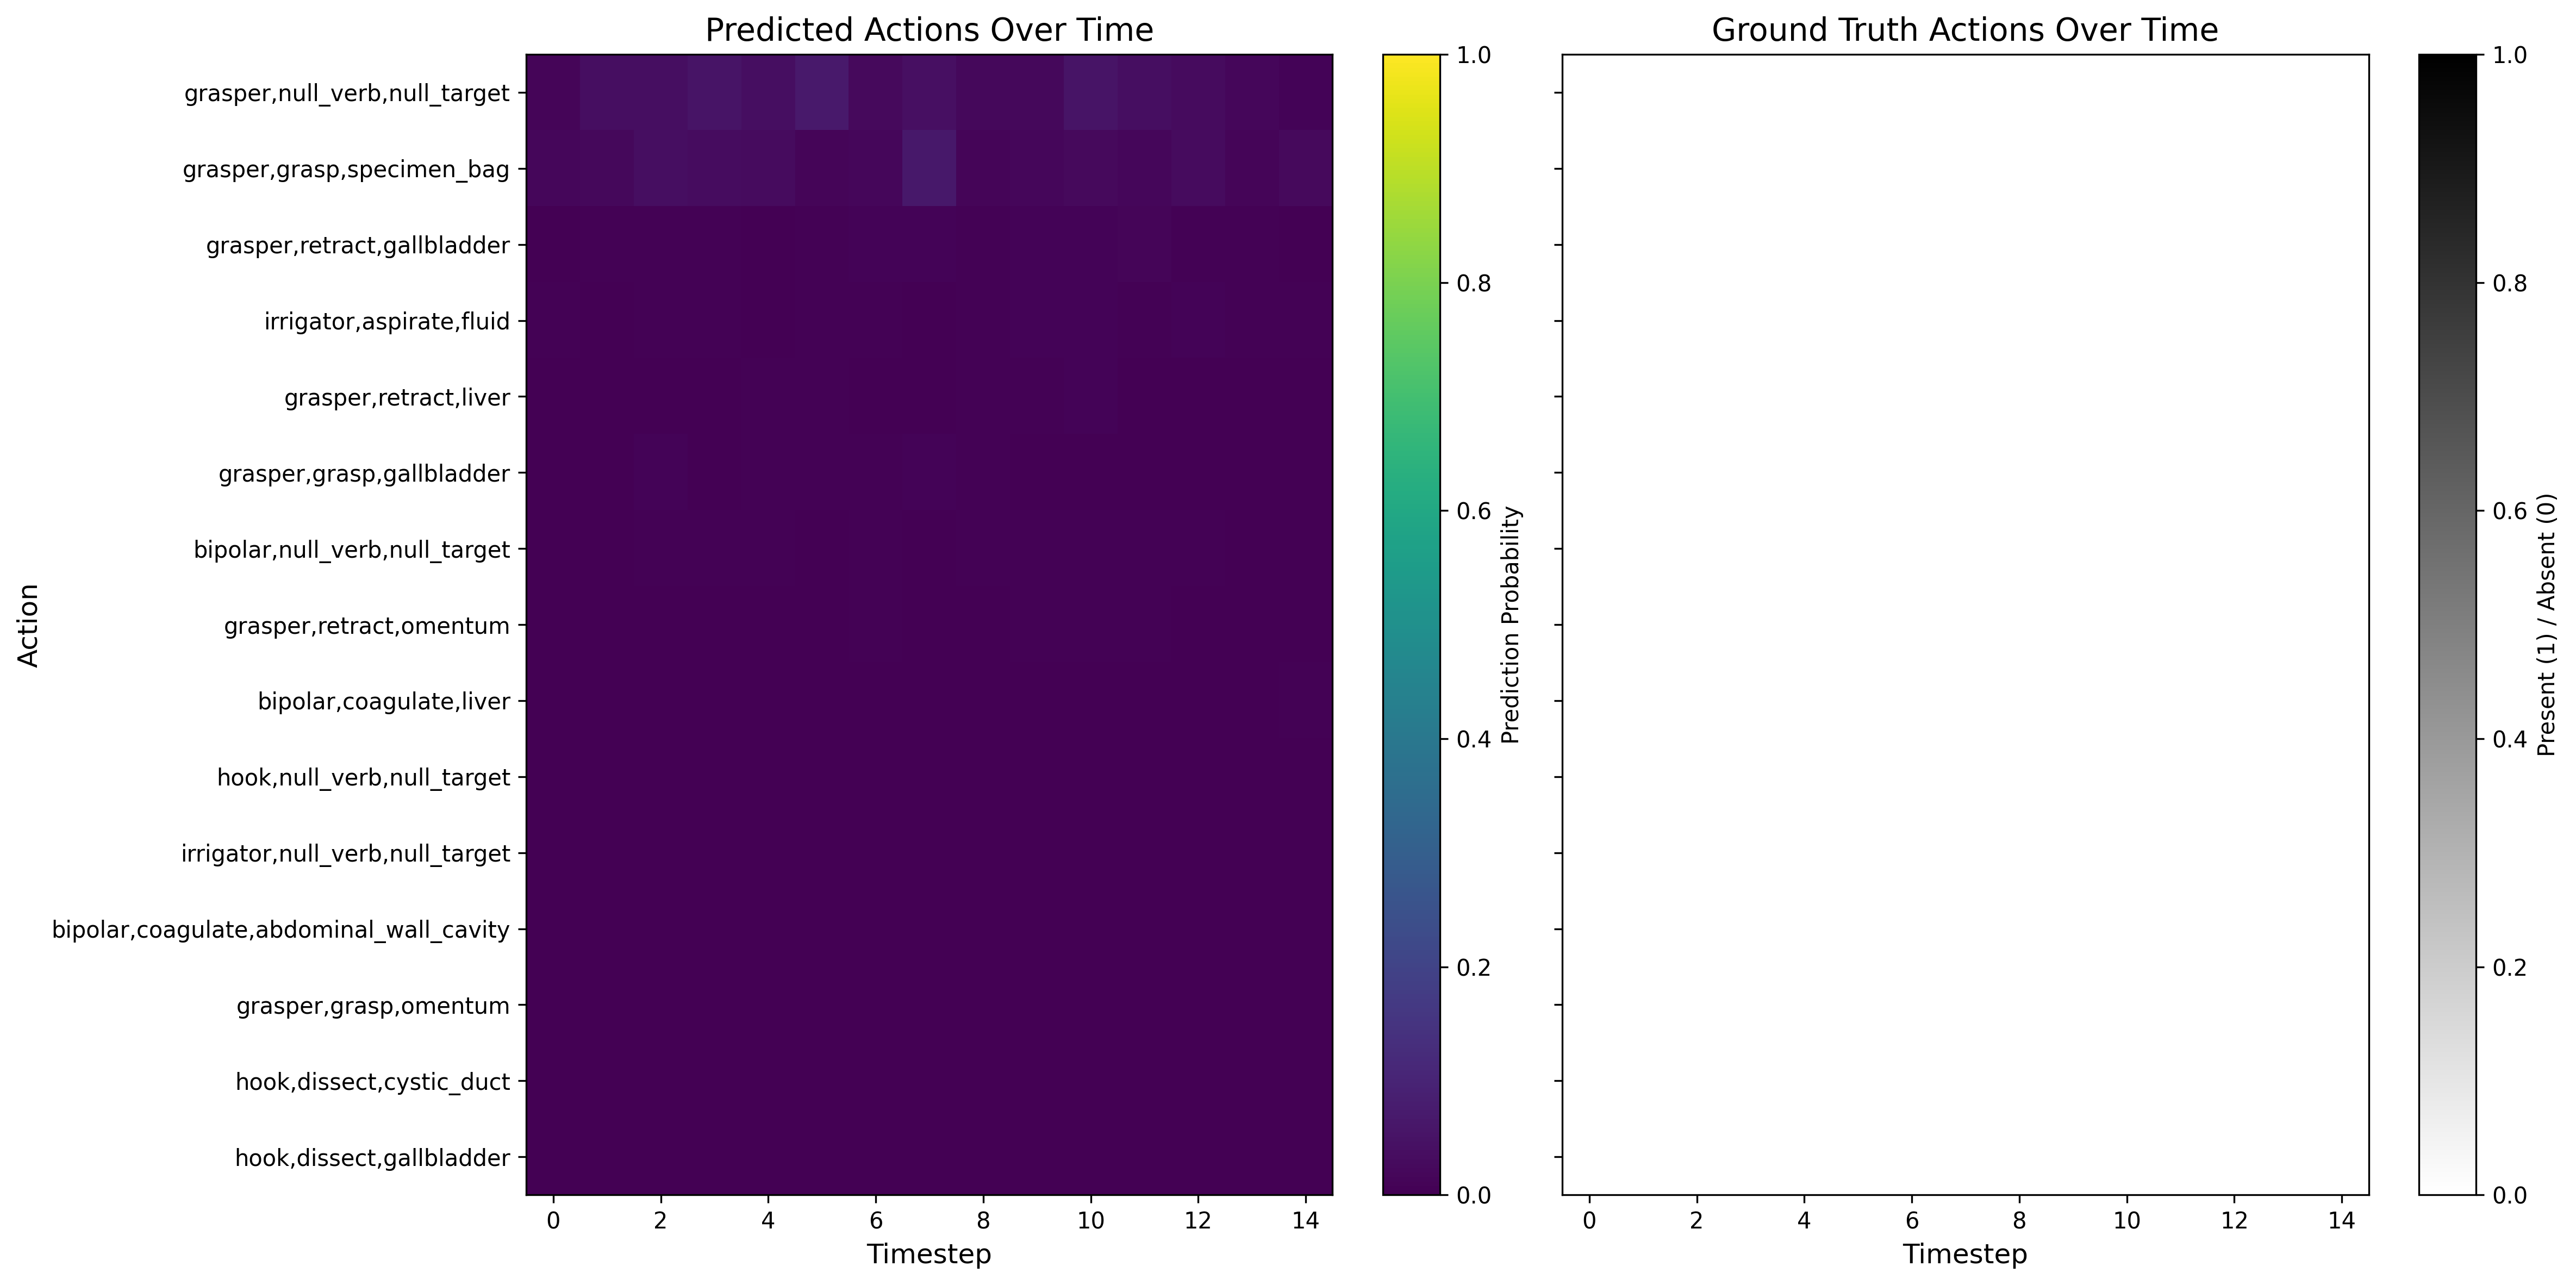 Predicted Actions Over Time
Ground Truth Actions Over Time
Action
grasper,null_verb,null_target
grasper,grasp,specimen_bag
grasper,retract,gallbladder
irrigator,aspirate,fluid
grasper,retract,liver
grasper,grasp,gallbladder
bipolar,null_verb,null_target
grasper,retract,omentum
bipolar,coagulate,liver
hook,null_verb,null_target
irrigator,null_verb,null_target
bipolar,coagulate,abdominal_wall_cavity
grasper,grasp,omentum
hook,dissect,cystic_duct
hook,dissect,gallbladder
0 2 4 6 8 10 12 14
Timestep
1.0
0.8
0.6
0.4
0.2
0.0
Prediction Probability
0 2 4 6 8 10 12 14
Timestep
1.0
0.8
0.6
0.4
0.2
0.0
Present (1) / Absent (0)